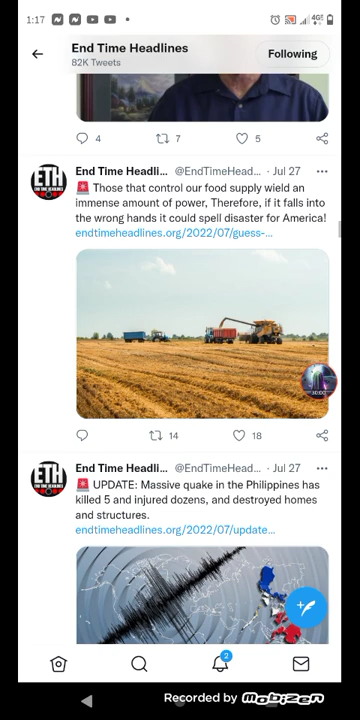 1:17
4G
End Time Headlines
82K Tweets
Following
4
7
5
ETH
End Time Headli... @EndTimeHead... · Jul 27
🚨 Those that control our food supply wield an
immense amount of power, Therefore, if it falls into
the wrong hands it could spell disaster for America!
endtimeheadlines.org/2022/07/guess-...
14
18
ETH
End Time Headli... @EndTimeHead... · Jul 27
🚨 UPDATE: Massive quake in the Philippines has
killed 5 and injured dozens, and destroyed homes
and structures.
endtimeheadlines.org/2022/07/update...
2
Recorded by Mobizen